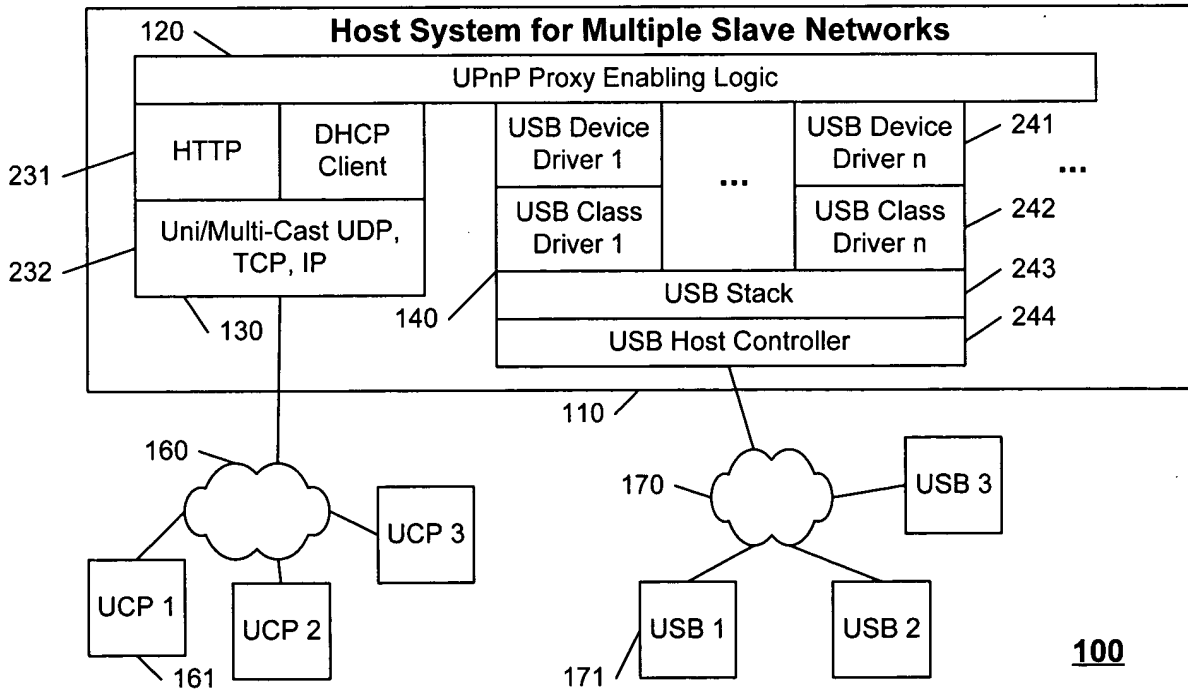 Host System for Multiple Slave Networks
120
UPnP Proxy Enabling Logic
HTTP
DHCP
Client
USB Device
Driver 1
...
USB Device
Driver n
241
...
231
USB Class
Driver 1
USB Class
Driver n
242
Uni/Multi-Cast UDP,
TCP, IP
232
USB Stack
243
130
140
USB Host Controller
244
110
160
170
USB 3
UCP 3
UCP 1
UCP 2
USB 1
USB 2
161
171
100